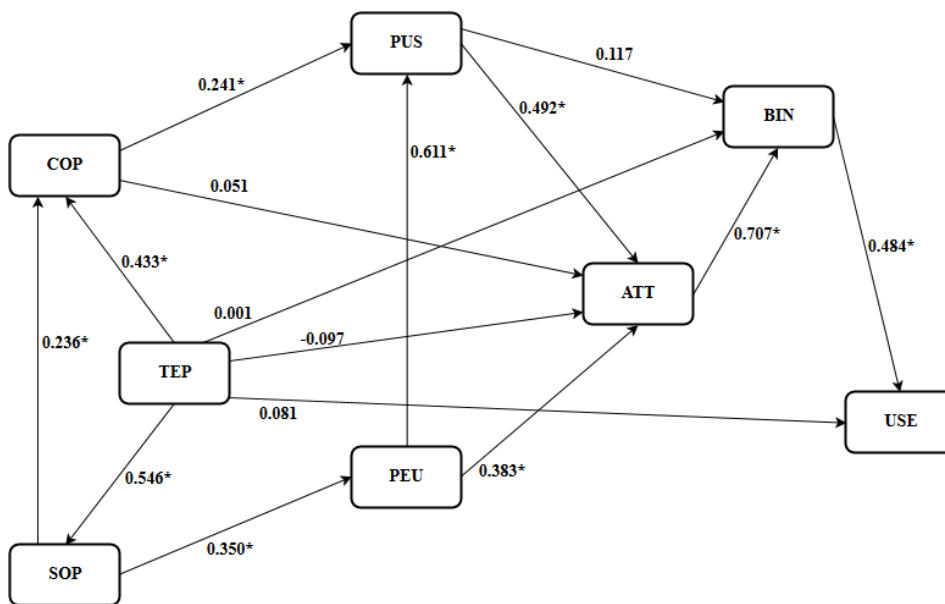 PUS
0.117
0.241*
0.492*
BIN
COP
0.611*
0.051
0.707*
0.484*
0.433*
ATT
0.001
0.236*
-0.097
TEP
0.081
USE
0.546*
PEU
0.383*
0.350*
SOP